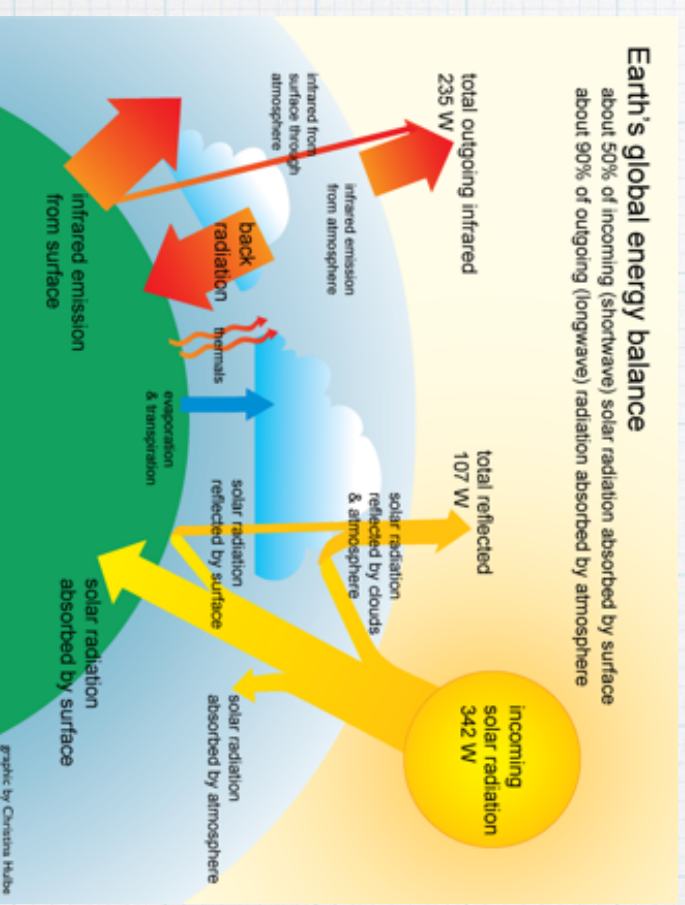 Earth's global energy balance
about 50% of incoming (shortwave) solar radiation absorbed by surface
about 90% of outgoing (longwave) radiation absorbed by atmosphere
total outgoing infrared
235 W
total reflected
107 W
incoming
solar radiation
342 W
infrared from
surface through
atmosphere
infrared emission
from atmosphere
solar radiation
reflected by clouds
& atmosphere
back
radiation
thermals
solar radiation
reflected by surface
solar radiation
absorbed by atmosphere
evaporation
& transpiration
infrared emission
from surface
solar radiation
absorbed by surface
graphic by Christina Hulbe